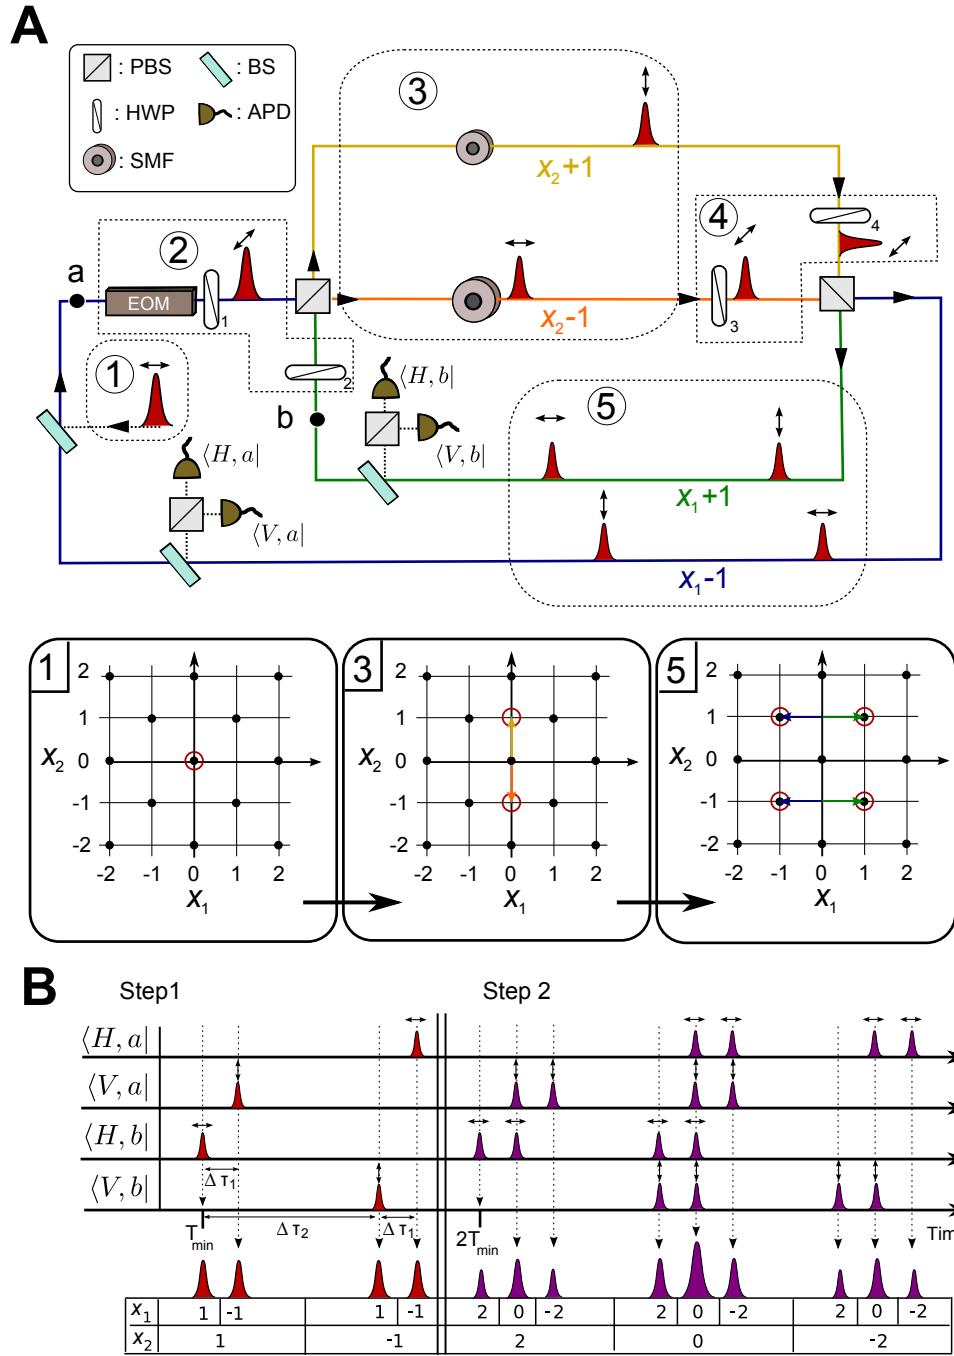 A
: PBS
: BS
: HWP
: APD
: SMF
3
x₂+1
4
4
2
a
EOM
1
x₂-1
3
1
2
⟨H, b|
b
⟨V, b|
5
⟨H, a|
⟨V, a|
x₁+1
x₁-1
1
2
1
x₂ 0
-1
-2
-2 -1 0 1 2
x₁
3
2
1
x₂ 0
-1
-2
-2 -1 0 1 2
x₁
5
2
1
x₂ 0
-1
-2
-2 -1 0 1 2
x₁
B
Step1 Step 2
⟨H, a|
⟨V, a|
⟨H, b|
Δ τ₁
⟨V, b|
Tmin Δ τ₂ Δ τ₁ 2Tmin Tim
x₁ 1 -1 1 -1 2 0 -2 2 0 -2 2 0 -2
x₂ 1 -1 2 0 -2